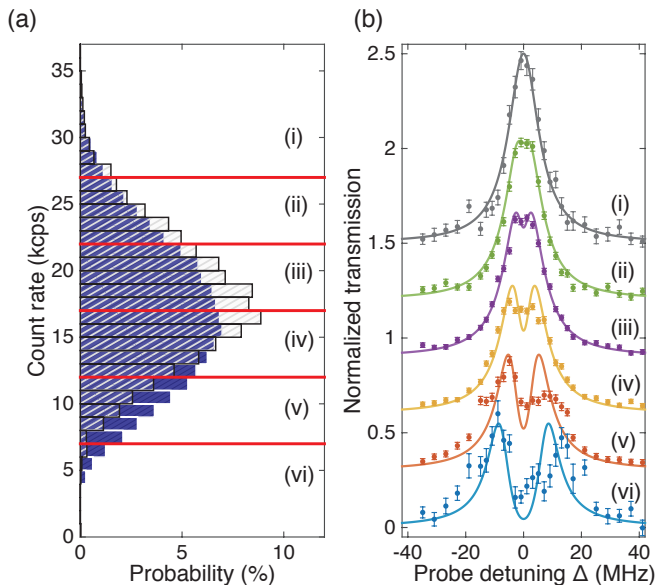 (a)
(b)
Count rate (kcps)
35
30
25
20
15
10
5
0
(i)
(ii)
(iii)
(iv)
(v)
(vi)
0
5
10
Probability (%)
Normalized transmission
2.5
2
1.5
1
0.5
0
(i)
(ii)
(iii)
(iv)
(v)
(vi)
-40
-20
0
20
40
Probe detuning Δ (MHz)